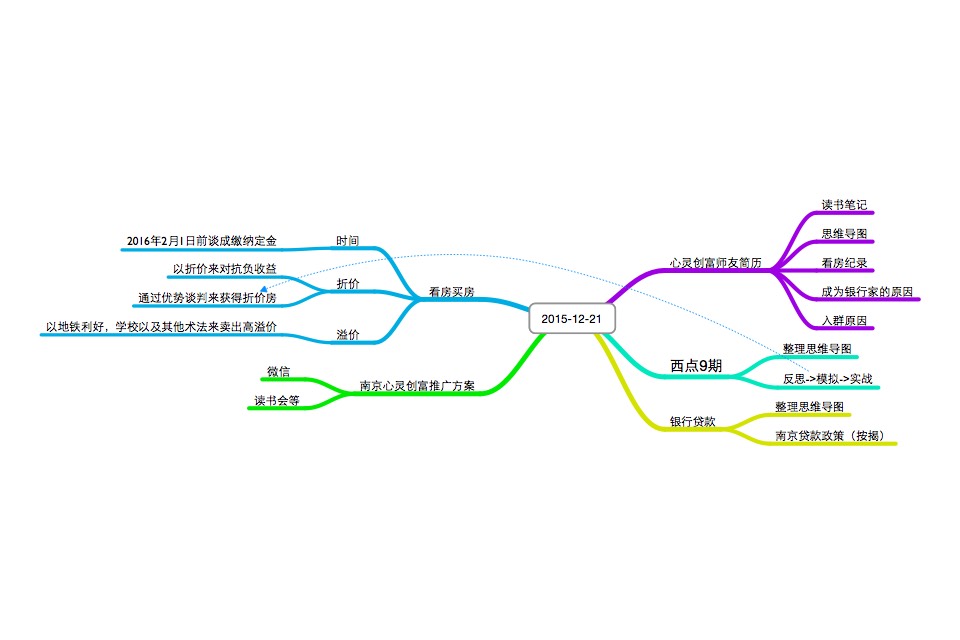 2015-12-21
心灵创富师友简历
读书笔记
思维导图
看房纪录
成为银行家的原因
入群原因
西点9期
整理思维导图
反思->模拟->实战
银行贷款
整理思维导图
南京贷款政策（按揭）
看房买房
时间
2016年2月1日前谈成缴纳定金
折价
以折价来对抗负收益
通过优势谈判来获得折价房
溢价
以地铁利好，学校以及其他术法来卖出高溢价
南京心灵创富推广方案
微信
读书会等